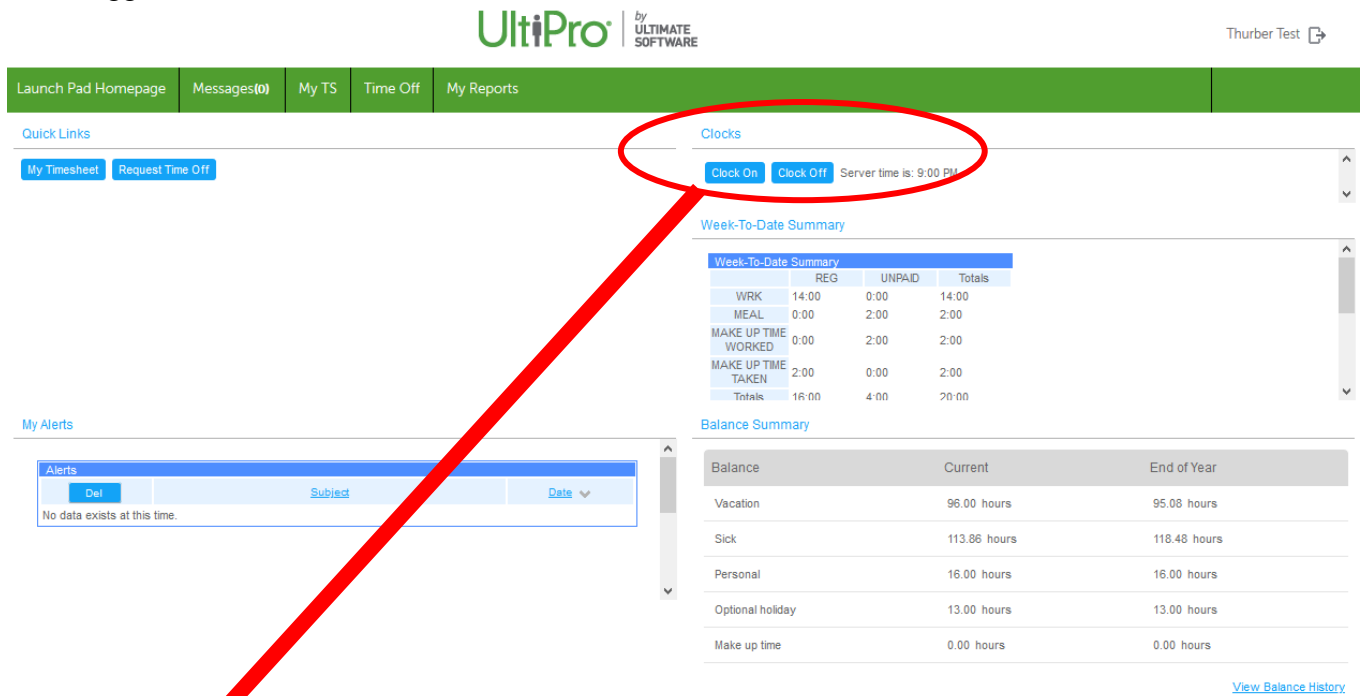 UltiPro by ULTIMATE SOFTWARE
Thurber Test
Launch Pad Homepage Messages(0) My TS Time Off My Reports
Quick Links
My Timesheet Request Time Off
Clocks
Clock On Clock Off Server time is: 9:00 PM
Week-To-Date Summary
Week-To-Date Summary
REG UNPAID Totals
WRK 14:00 0:00 14:00
MEAL 0:00 2:00 2:00
MAKE UP TIME WORKED 0:00 2:00 2:00
MAKE UP TIME TAKEN 2:00 0:00 2:00
Totals 16:00 4:00 20:00
My Alerts
Alerts
Del Subject Date
No data exists at this time.
Balance Summary
Balance Current End of Year
Vacation 96.00 hours 95.08 hours
Sick 113.86 hours 118.48 hours
Personal 16.00 hours 16.00 hours
Optional holiday 13.00 hours 13.00 hours
Make up time 0.00 hours 0.00 hours
View Balance History